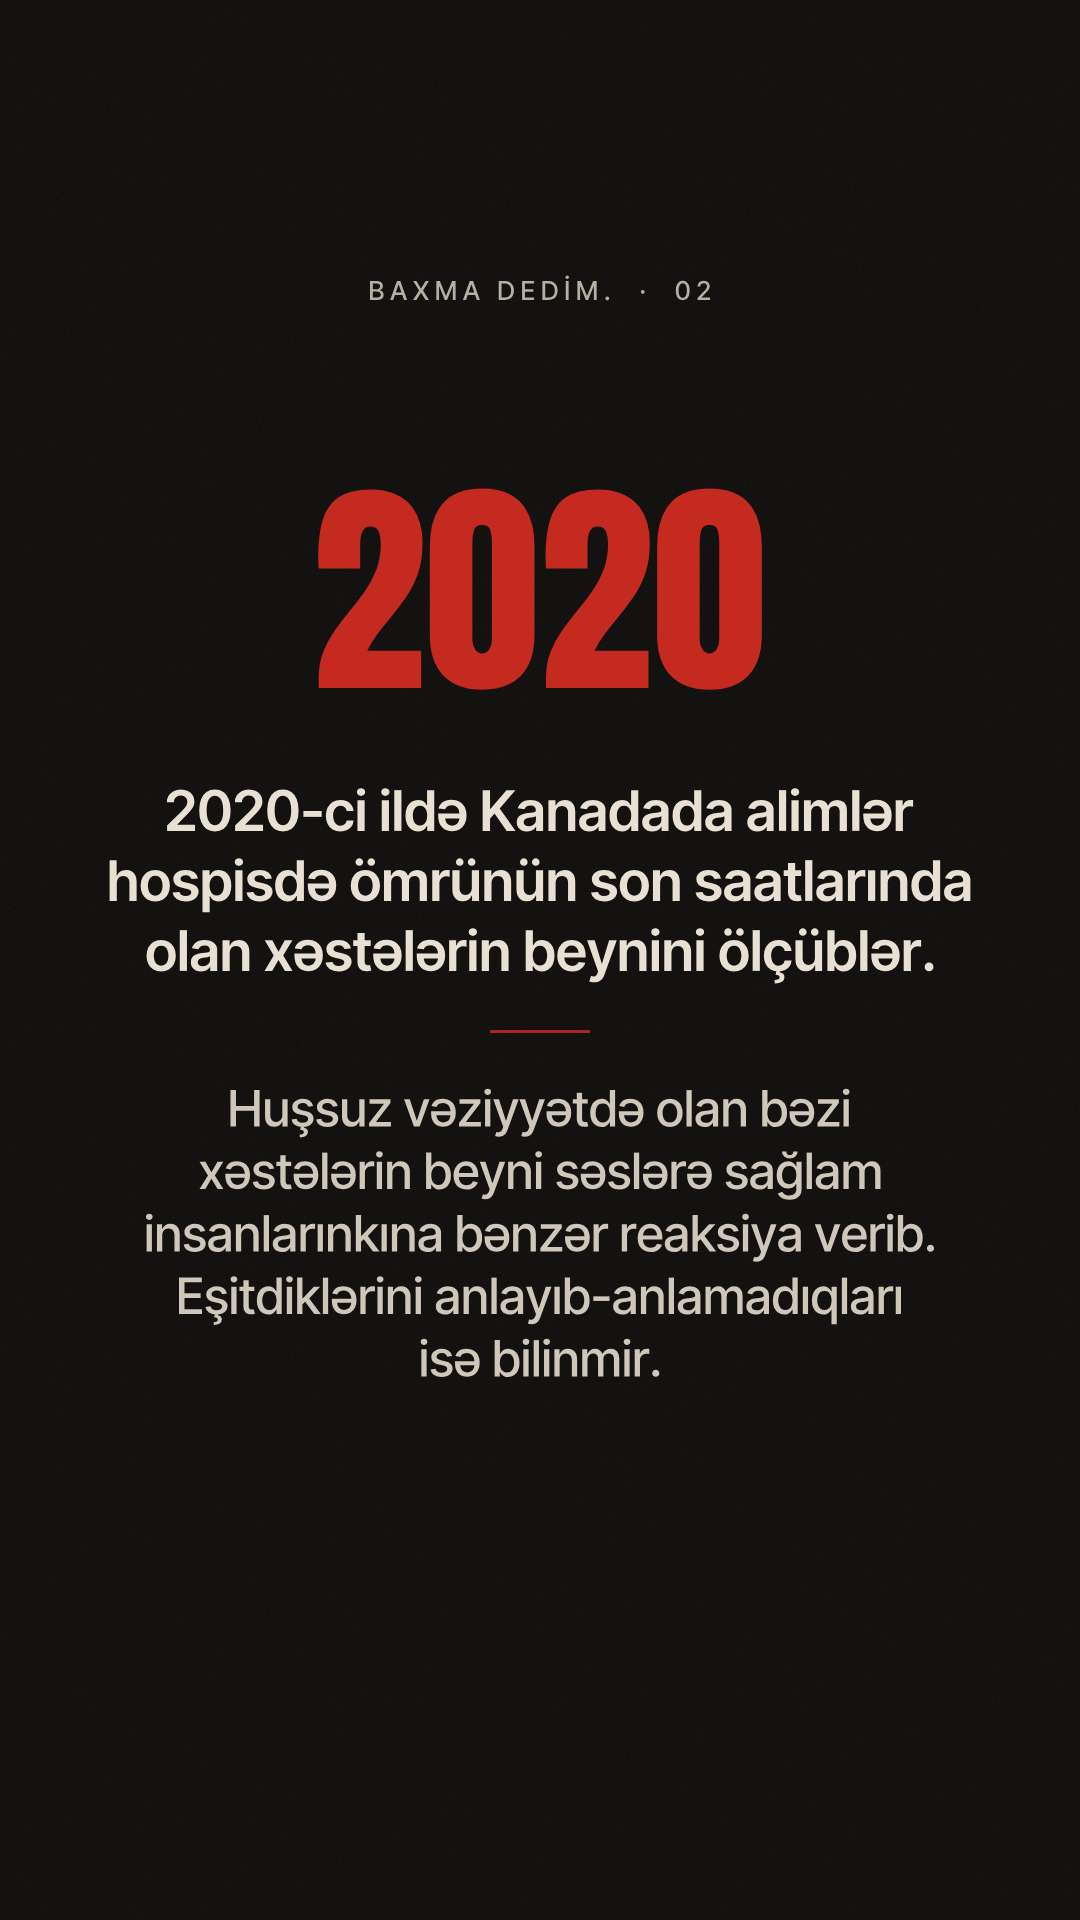 BAXMA DEDİM. · 02
2020
2020-ci ildə Kanadada alimlər
hospisdə ömrünün son saatlarında
olan xəstələrin beynini ölçüblər.
Huşsuz vəziyyətdə olan bəzi
xəstələrin beyni səslərə sağlam
insanlarınkına bənzər reaksiya verib.
Eşitdiklərini anlayıb-anlamadıqları
isə bilinmir.